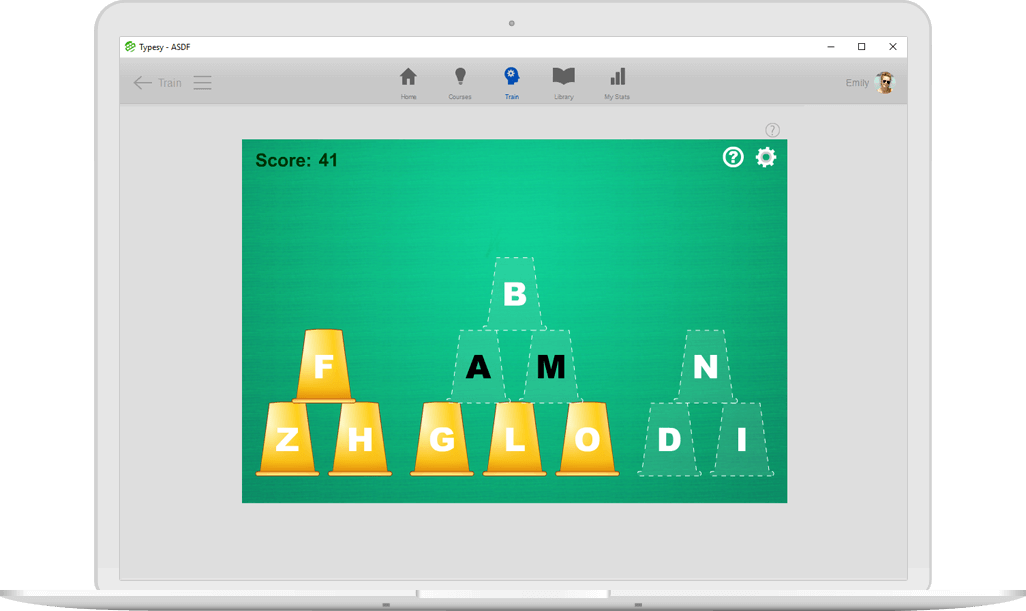 Typesy - ASDF
Train
Home Courses Train Library My Stats
Emily
?
Score: 41
?
B
F A M N
Z H G L O D I